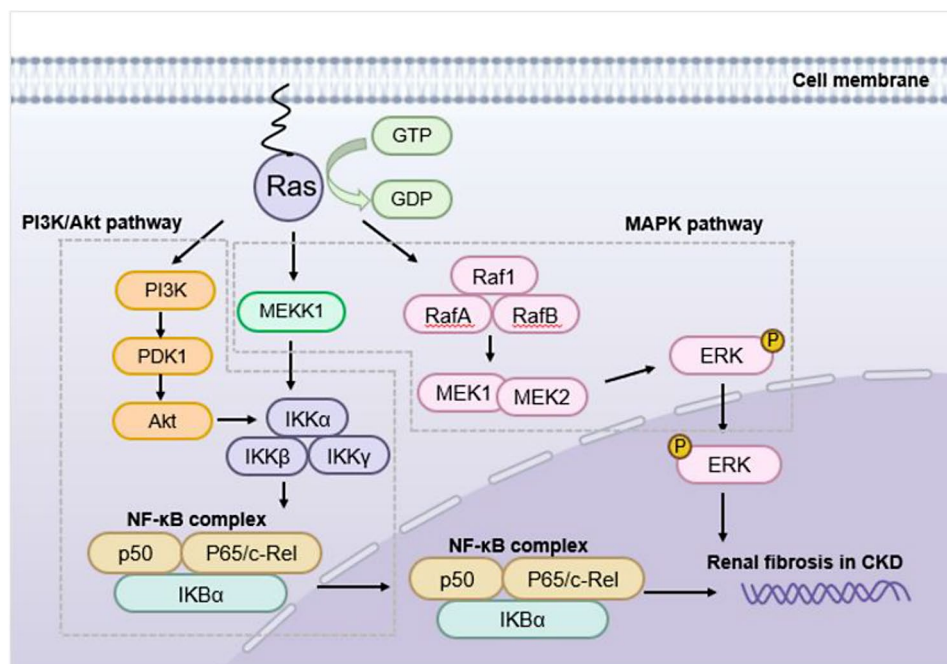 Cell membrane
GTP
Ras
GDP
PI3K/Akt pathway
MAPK pathway
PI3K
MEKK1
Raf1
RafA
RafB
PDK1
ERK
P
MEK1
MEK2
Akt
IKKα
IKKβ
IKKγ
P
ERK
NF-κB complex
p50
P65/c-Rel
IKBα
NF-κB complex
p50
P65/c-Rel
IKBα
Renal fibrosis in CKD